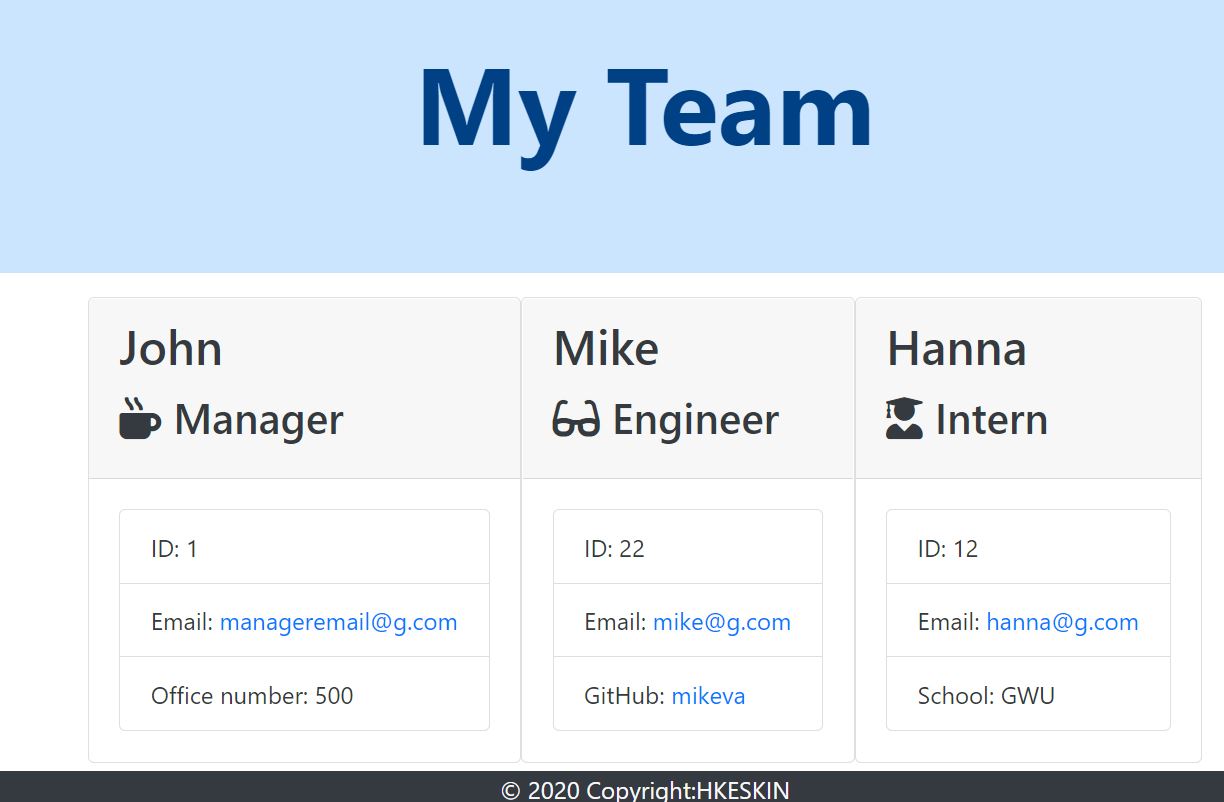 My Team
John
Manager
ID: 1
Email: manageremail@g.com
Office number: 500
Mike
Engineer
ID: 22
Email: mike@g.com
GitHub: mikeva
Hanna
Intern
ID: 12
Email: hanna@g.com
School: GWU
© 2020 Copyright:HKESKIN